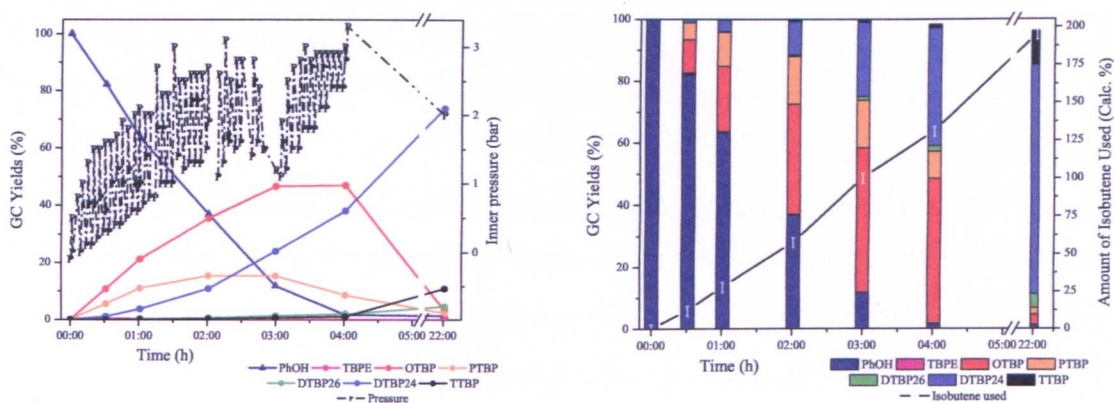 100
80
60
40
20
0
GC Yields (%)
3
2
1
0
Inner pressure (bar)
00:00 01:00 02:00 03:00 04:00 05:00 22:00
Time (h)
PhOH TBPE OTBP PTBP
DTBP26 DTBP24 TTBP
Pressure
100
80
60
40
20
0
GC Yields (%)
200
175
150
125
100
75
50
25
0
Amount of Isobutene Used (Calc. %)
00:00 01:00 02:00 03:00 04:00 05:00 22:00
Time (h)
PhOH TBPE OTBP PTBP
DTBP26 DTBP24 TTBP
Isobutene used